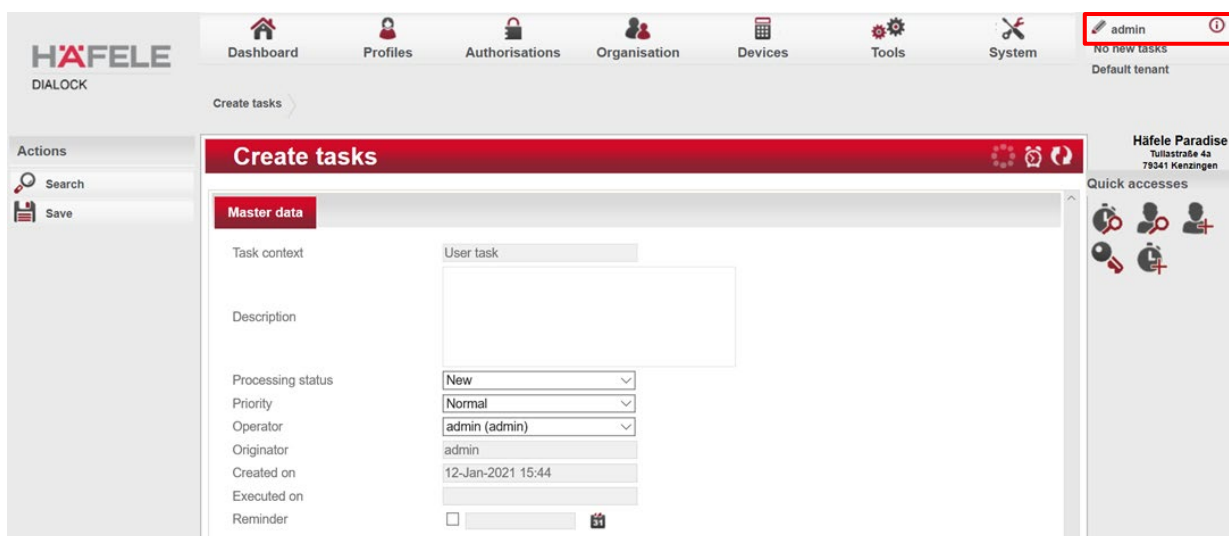 HÄFELE
DIALOCK
Dashboard
Profiles
Authorisations
Organisation
Devices
Tools
System
admin
No new tasks
Default tenant
Create tasks
Häfele Paradise
Tullastraße 4a
79341 Kenzingen
Actions
Search
Save
Create tasks
Quick accesses
Master data
Task context User task
Description
Processing status New
Priority Normal
Operator admin (admin)
Originator admin
Created on 12-Jan-2021 15:44
Executed on
Reminder 31